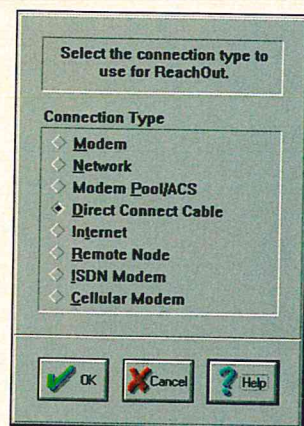 Select the connection type to
use for ReachOut.
Connection Type
Modem
Network
Modem Pool/ACS
Direct Connect Cable
Internet
Remote Node
ISDN Modem
Cellular Modem
OK
Cancel
Help